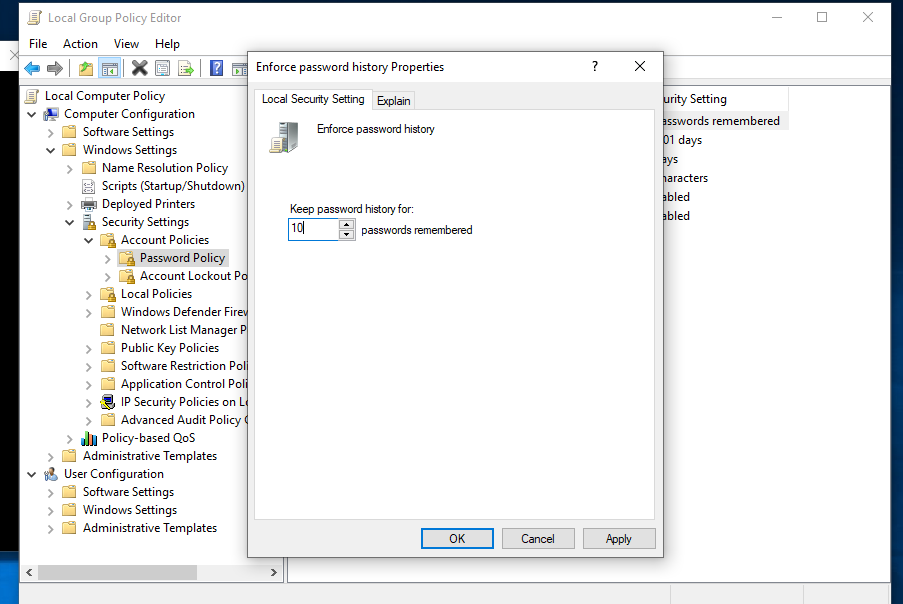 Local Group Policy Editor
File Action View Help
Enforce password history Properties
?
Local Security Setting Explain
Enforce password history
Keep password history for:
10
passwords remembered
OK Cancel Apply
Local Computer Policy
Computer Configuration
Software Settings
Windows Settings
Name Resolution Policy
Scripts (Startup/Shutdown)
Deployed Printers
Security Settings
Account Policies
Password Policy
Account Lockout Po
Local Policies
Windows Defender Firew
Network List Manager P
Public Key Policies
Software Restriction Poli
Application Control Poli
IP Security Policies on Lo
Advanced Audit Policy C
Policy-based QoS
Administrative Templates
User Configuration
Software Settings
Windows Settings
Administrative Templates
urity Setting
asswords remembered
01 days
ays
haracters
abled
abled